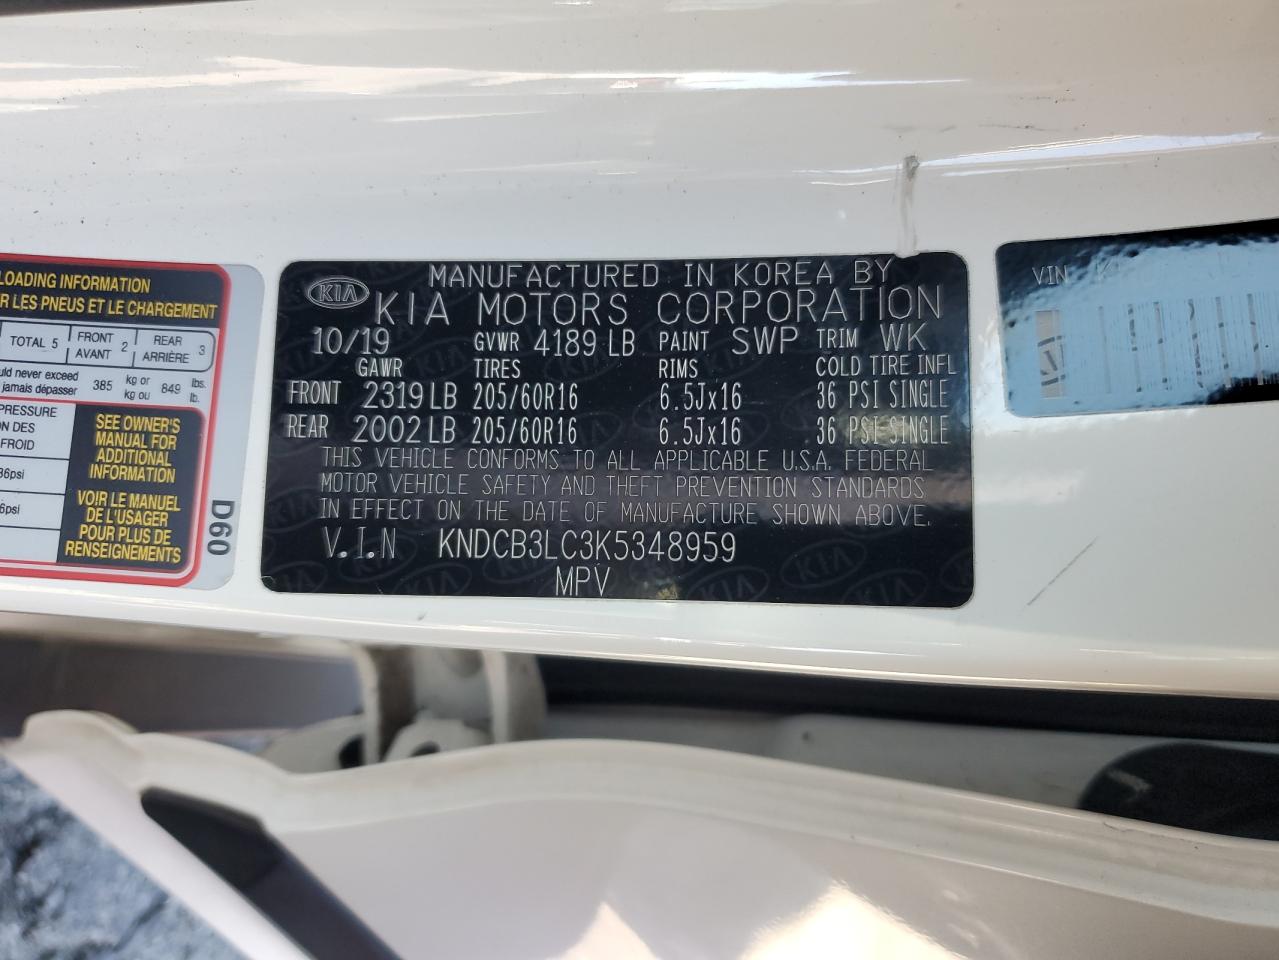 LOADING INFORMATION
R LES PNEUS ET LE CHARGEMENT
TOTAL 5 FRONT AVANT 2 REAR ARRIÈRE 3
uld never exceed
jamais dépasser 385 kg or kg ou 849 lbs. lb.
PRESSURE
ON DES
FROID
36psi
6psi
SEE OWNER'S
MANUAL FOR
ADDITIONAL
INFORMATION
VOIR LE MANUEL
DE L'USAGER
POUR PLUS DE
RENSEIGNEMENTS
D60
MANUFACTURED IN KOREA BY
KIA KIA MOTORS CORPORATION
10/19 GVWR 4189 LB PAINT SWP TRIM WK
GAWR TIRES RIMS COLD TIRE INFL
FRONT 2319 LB 205/60R16 6.5Jx16 36 PSI SINGLE
REAR 2002 LB 205/60R16 6.5Jx16 36 PSI SINGLE
THIS VEHICLE CONFORMS TO ALL APPLICABLE U.S.A. FEDERAL
MOTOR VEHICLE SAFETY AND THEFT PREVENTION STANDARDS
IN EFFECT ON THE DATE OF MANUFACTURE SHOWN ABOVE.
V.I.N KNDCB3LC3K5348959
MPV
VIN